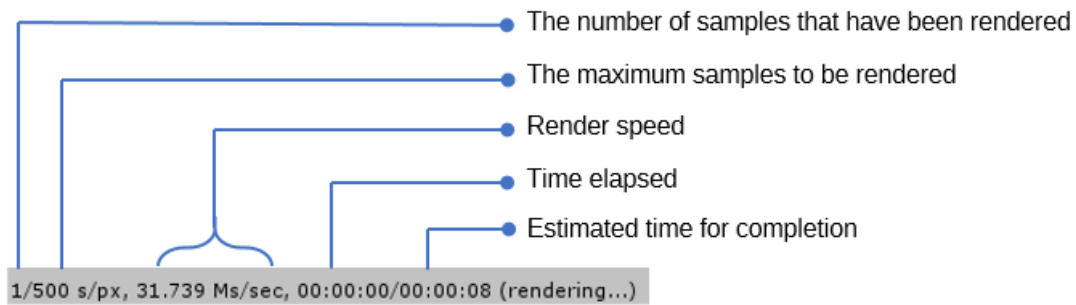 The number of samples that have been rendered
The maximum samples to be rendered
Render speed
Time elapsed
Estimated time for completion
1/500 s/px, 31.739 Ms/sec, 00:00:00/00:00:08 (rendering...)